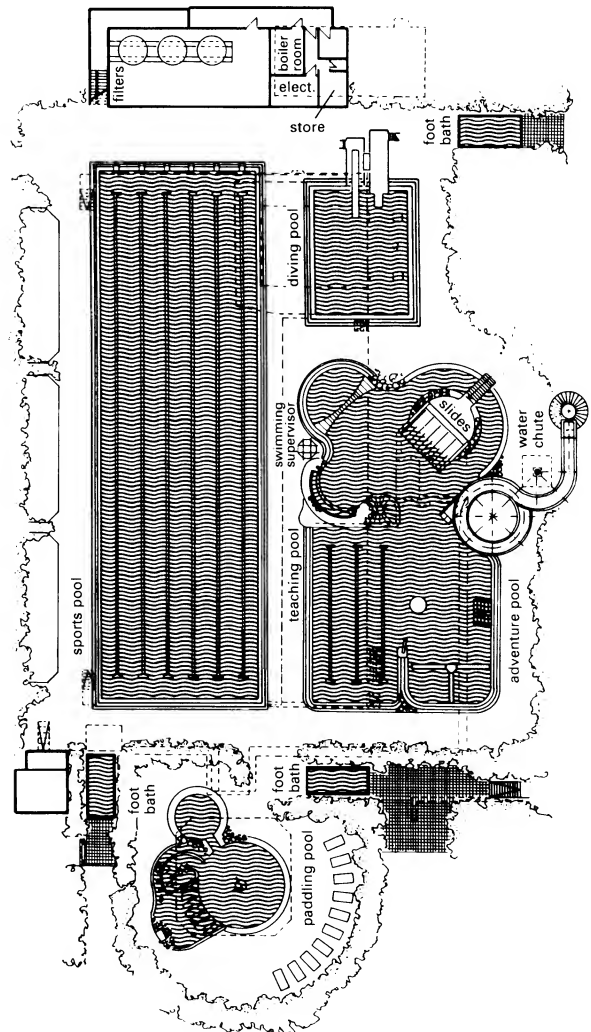 filters
boiler
room
elect.
store
foot
bath
diving pool
sports pool
swimming
supervisor
slides
water
chute
teaching pool
adventure pool
foot
bath
foot
bath
paddling pool